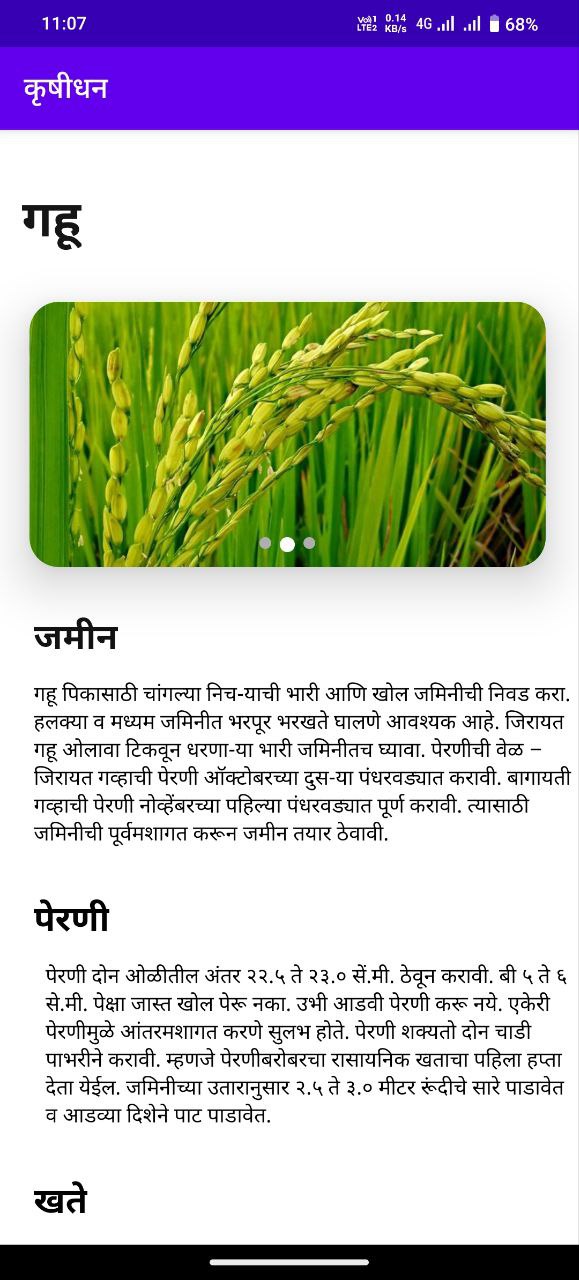 11:07
Vo)) 1 LTE2 0.14 KB/s 4G 68%
कृषीधन
गहू
जमीन
गहू पिकासाठी चांगल्या निच-याची भारी आणि खोल जमिनीची निवड करा.
हलक्या व मध्यम जमिनीत भरपूर भरखते घालणे आवश्यक आहे. जिरायत
गहू ओलावा टिकवून धरणा-या भारी जमिनीतच घ्यावा. पेरणीची वेळ –
जिरायत गव्हाची पेरणी ऑक्टोबरच्या दुस-या पंधरवड्यात करावी. बागायती
गव्हाची पेरणी नोव्हेंबरच्या पहिल्या पंधरवड्यात पूर्ण करावी. त्यासाठी
जमिनीची पूर्वमशागत करून जमीन तयार ठेवावी.
पेरणी
पेरणी दोन ओळीतील अंतर २२.५ ते २३.० सें.मी. ठेवून करावी. बी ५ ते ६
से.मी. पेक्षा जास्त खोल पेरू नका. उभी आडवी पेरणी करू नये. एकेरी
पेरणीमुळे आंतरमशागत करणे सुलभ होते. पेरणी शक्यतो दोन चाडी
पाभरीने करावी. म्हणजे पेरणीबरोबरचा रासायनिक खताचा पहिला हप्ता
देता येईल. जमिनीच्या उतारानुसार २.५ ते ३.० मीटर रूंदीचे सारे पाडावेत
व आडव्या दिशेने पाट पाडावेत.
खते